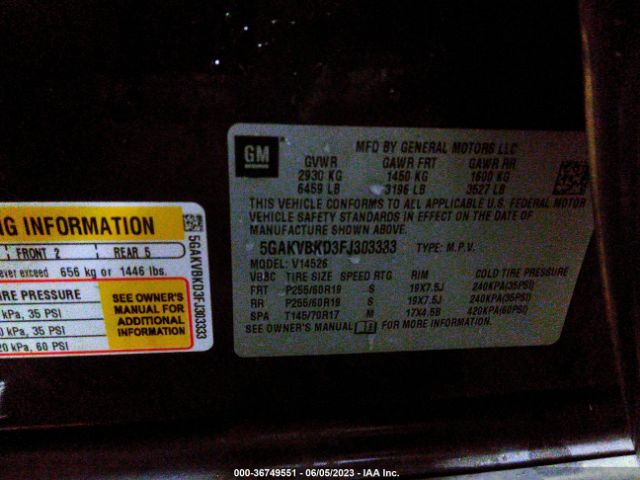 GM
MFD BY GENERAL MOTORS LLC
GVWR GAWR FRT GAWR RR
2930 KG 1450 KG 1600 KG
6459 LB 3196 LB 3527 LB
THIS VEHICLE CONFORMS TO ALL APPLICABLE U.S. FEDERAL MOTOR
VEHICLE SAFETY STANDARDS IN EFFECT ON THE DATE OF
MANUFACTURE SHOWN ABOVE.
5GAKVBKD3FJ303333 TYPE: M.P.V.
MODEL: V14526
TIRE SIZE SPEED RTG RIM COLD TIRE PRESSURE
FRT P255/60R19 S 19X7.5J 240KPA(35PSI)
RR P255/60R19 S 19X7.5J 240KPA(35PSI)
SPA T145/70R17 M 17X4.5B 420KPA(60PSI)
SEE OWNER'S MANUAL FOR MORE INFORMATION.
NG INFORMATION
FRONT 2 REAR 5
ever exceed 656 kg or 1446 lbs.
IRE PRESSURE
kPa, 35 PSI
0 kPa, 35 PSI
20 kPa, 60 PSI
SEE OWNER'S
MANUAL FOR
ADDITIONAL
INFORMATION
5GAKVBKD3FJ303333
000-36749551 - 06/05/2023 - IAA Inc.